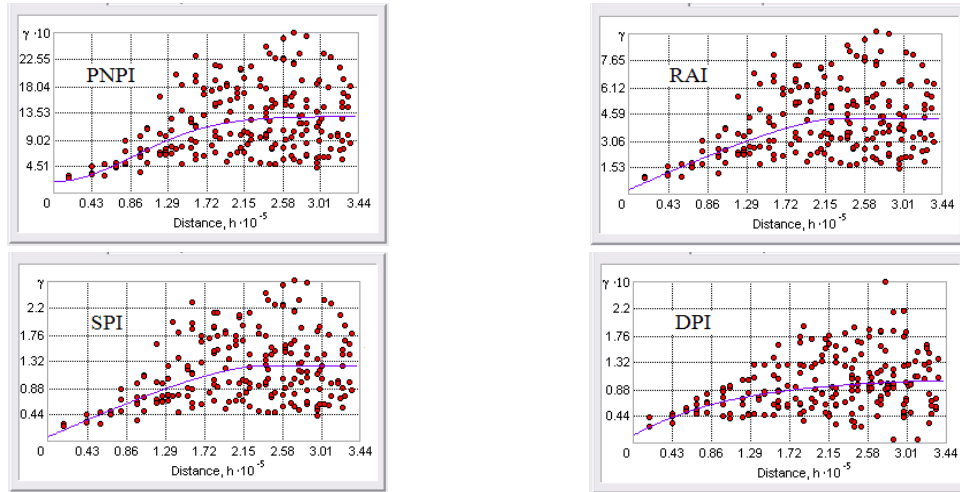 γ ·10
22.55
18.04
13.53
9.02
4.51
PNPI
0 0.43 0.86 1.29 1.72 2.15 2.58 3.01 3.44
Distance, h ·10⁻⁵
γ
7.65
6.12
4.59
3.06
1.53
RAI
0 0.43 0.86 1.29 1.72 2.15 2.58 3.01 3.44
Distance, h ·10⁻⁵
γ
2.2
1.76
1.32
0.88
0.44
SPI
0 0.43 0.86 1.29 1.72 2.15 2.58 3.01 3.44
Distance, h ·10⁻⁵
γ ·10
2.2
1.76
1.32
0.88
0.44
DPI
0 0.43 0.86 1.29 1.72 2.15 2.58 3.01 3.44
Distance, h ·10⁻⁵